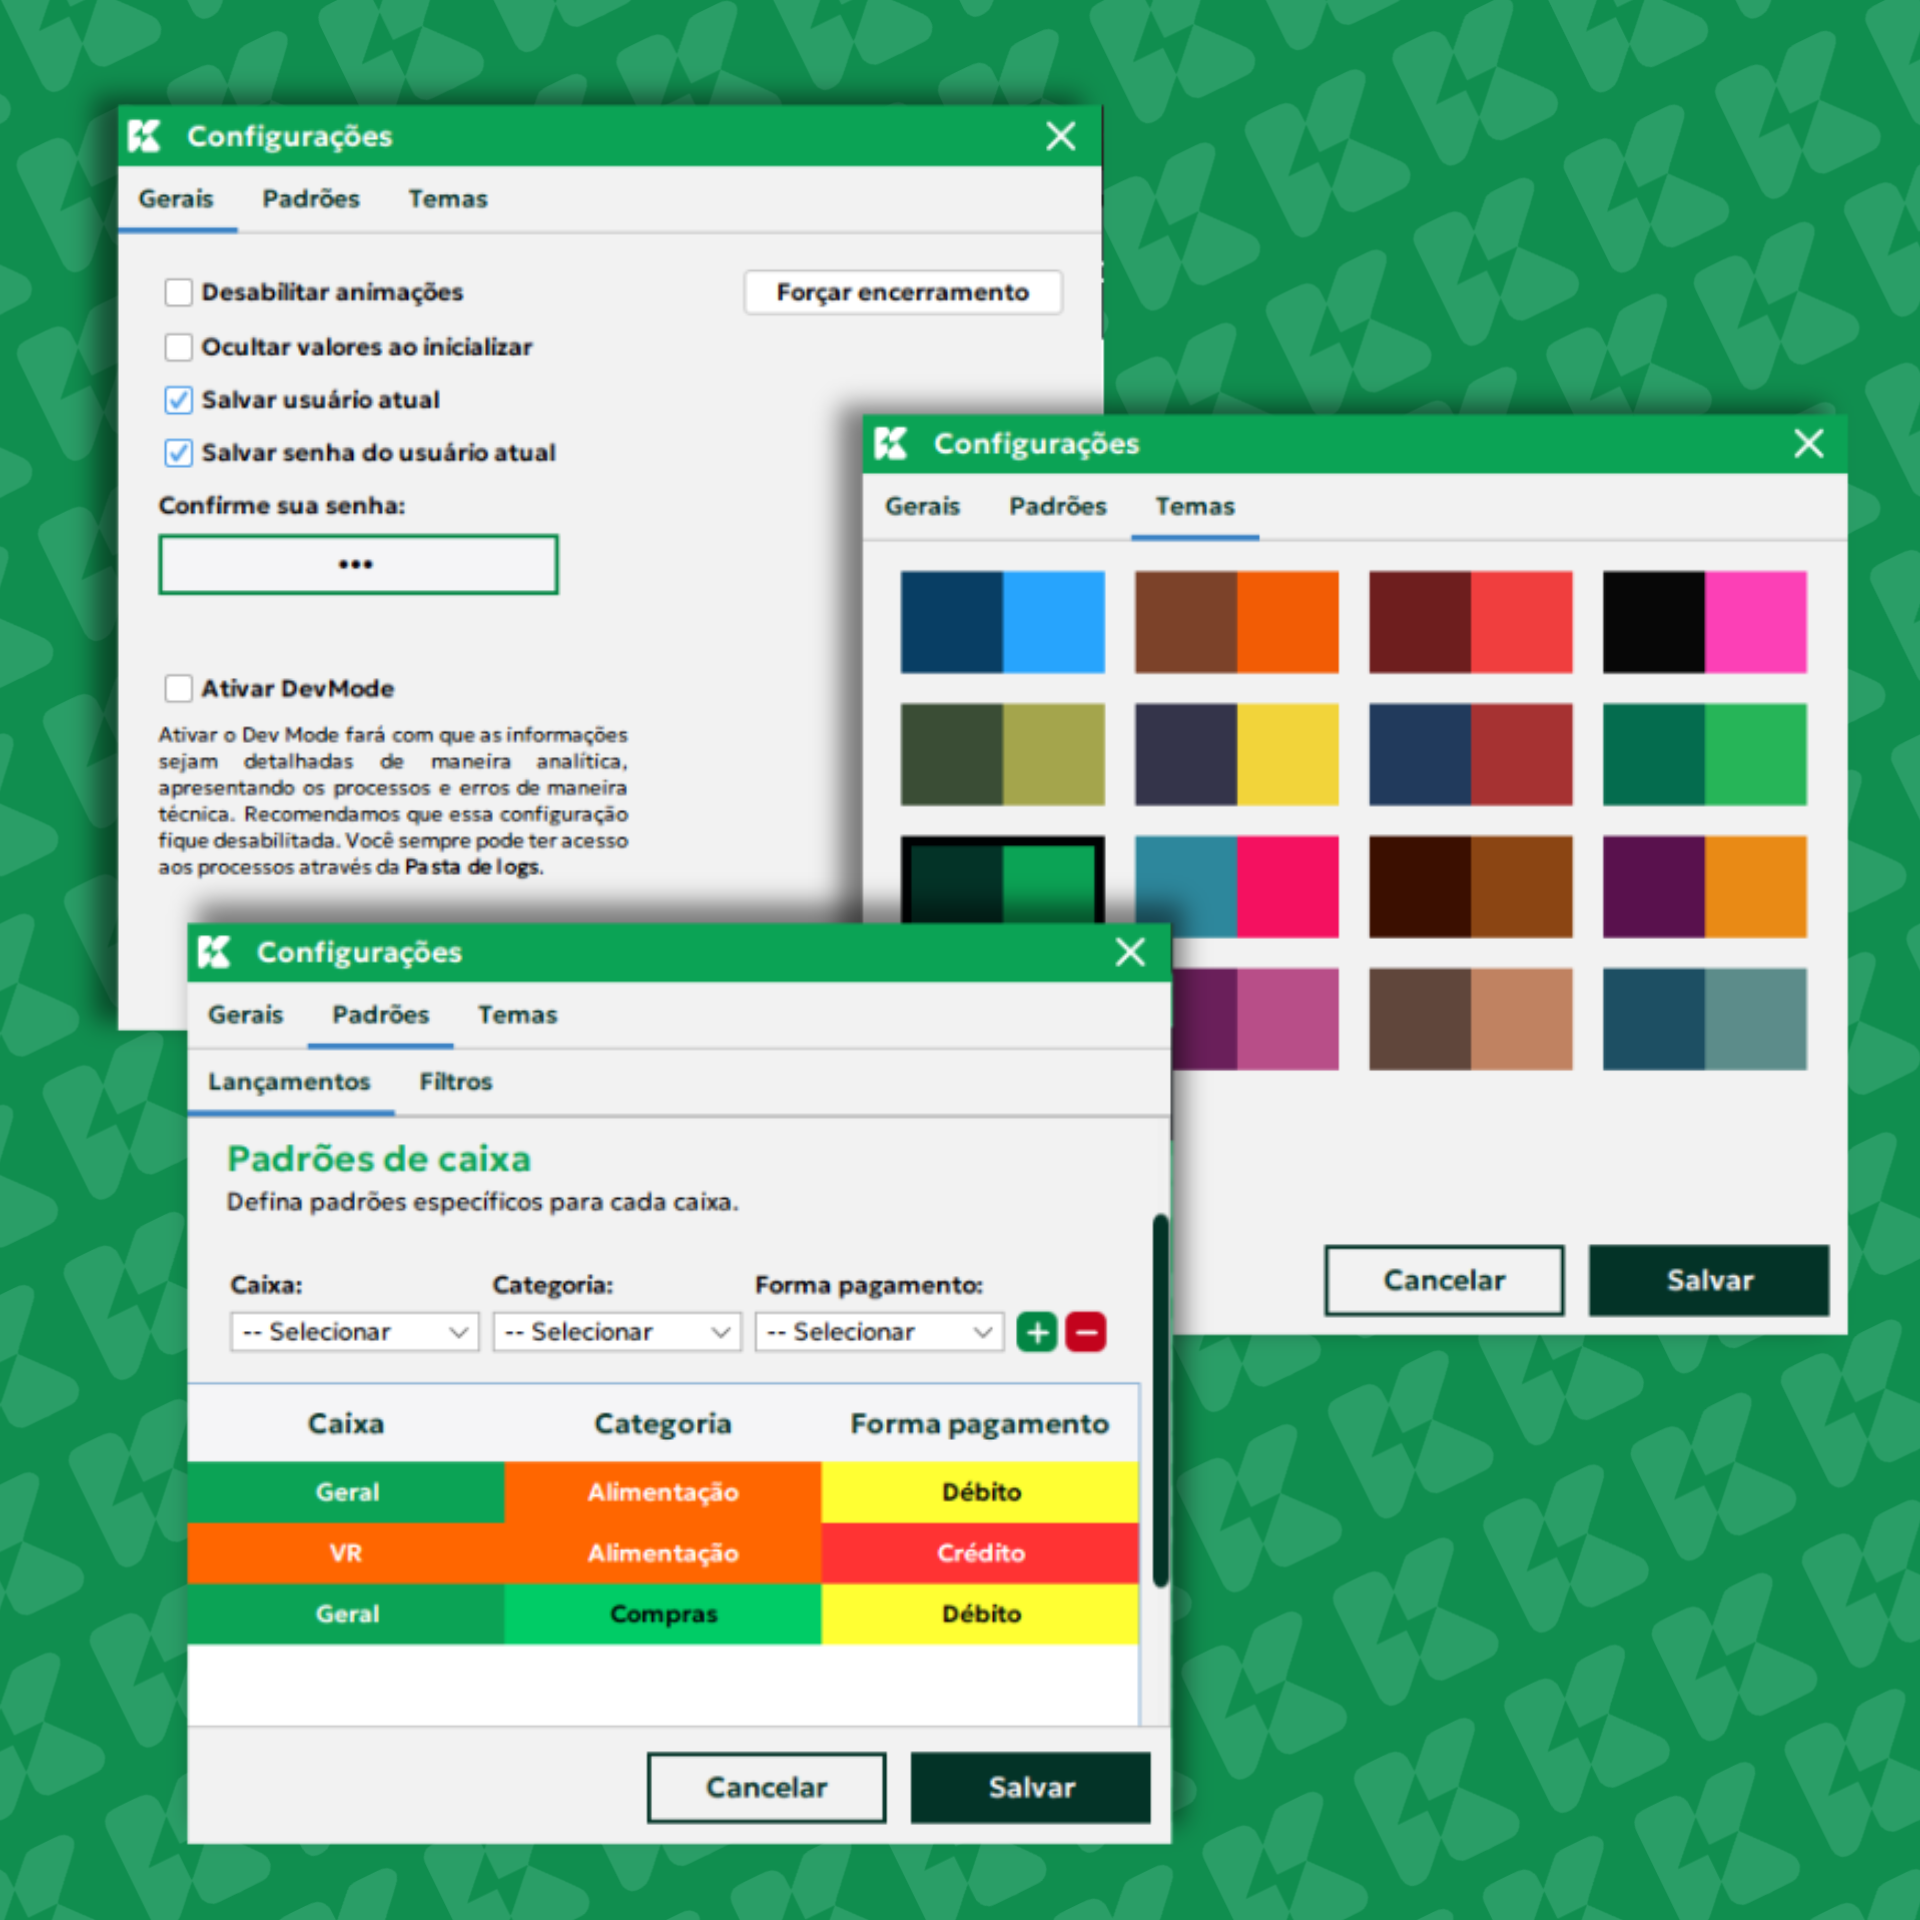 Configurações
Gerais Padrões Temas
Desabilitar animações
Forçar encerramento
Ocultar valores ao inicializar
Salvar usuário atual
Salvar senha do usuário atual
Confirme sua senha:
•••
Ativar DevMode
Ativar o Dev Mode fará com que as informações
sejam detalhadas de maneira analítica,
apresentando os processos e erros de maneira
técnica. Recomendamos que essa configuração
fique desabilitada. Você sempre pode ter acesso
aos processos através da Pasta de logs.
Configurações
Gerais Padrões Temas
Cancelar Salvar
Configurações
Gerais Padrões Temas
Lançamentos Filtros
Padrões de caixa
Defina padrões específicos para cada caixa.
Caixa: Categoria: Forma pagamento:
-- Selecionar -- Selecionar -- Selecionar
Caixa Categoria Forma pagamento
Geral Alimentação Débito
VR Alimentação Crédito
Geral Compras Débito
Cancelar Salvar